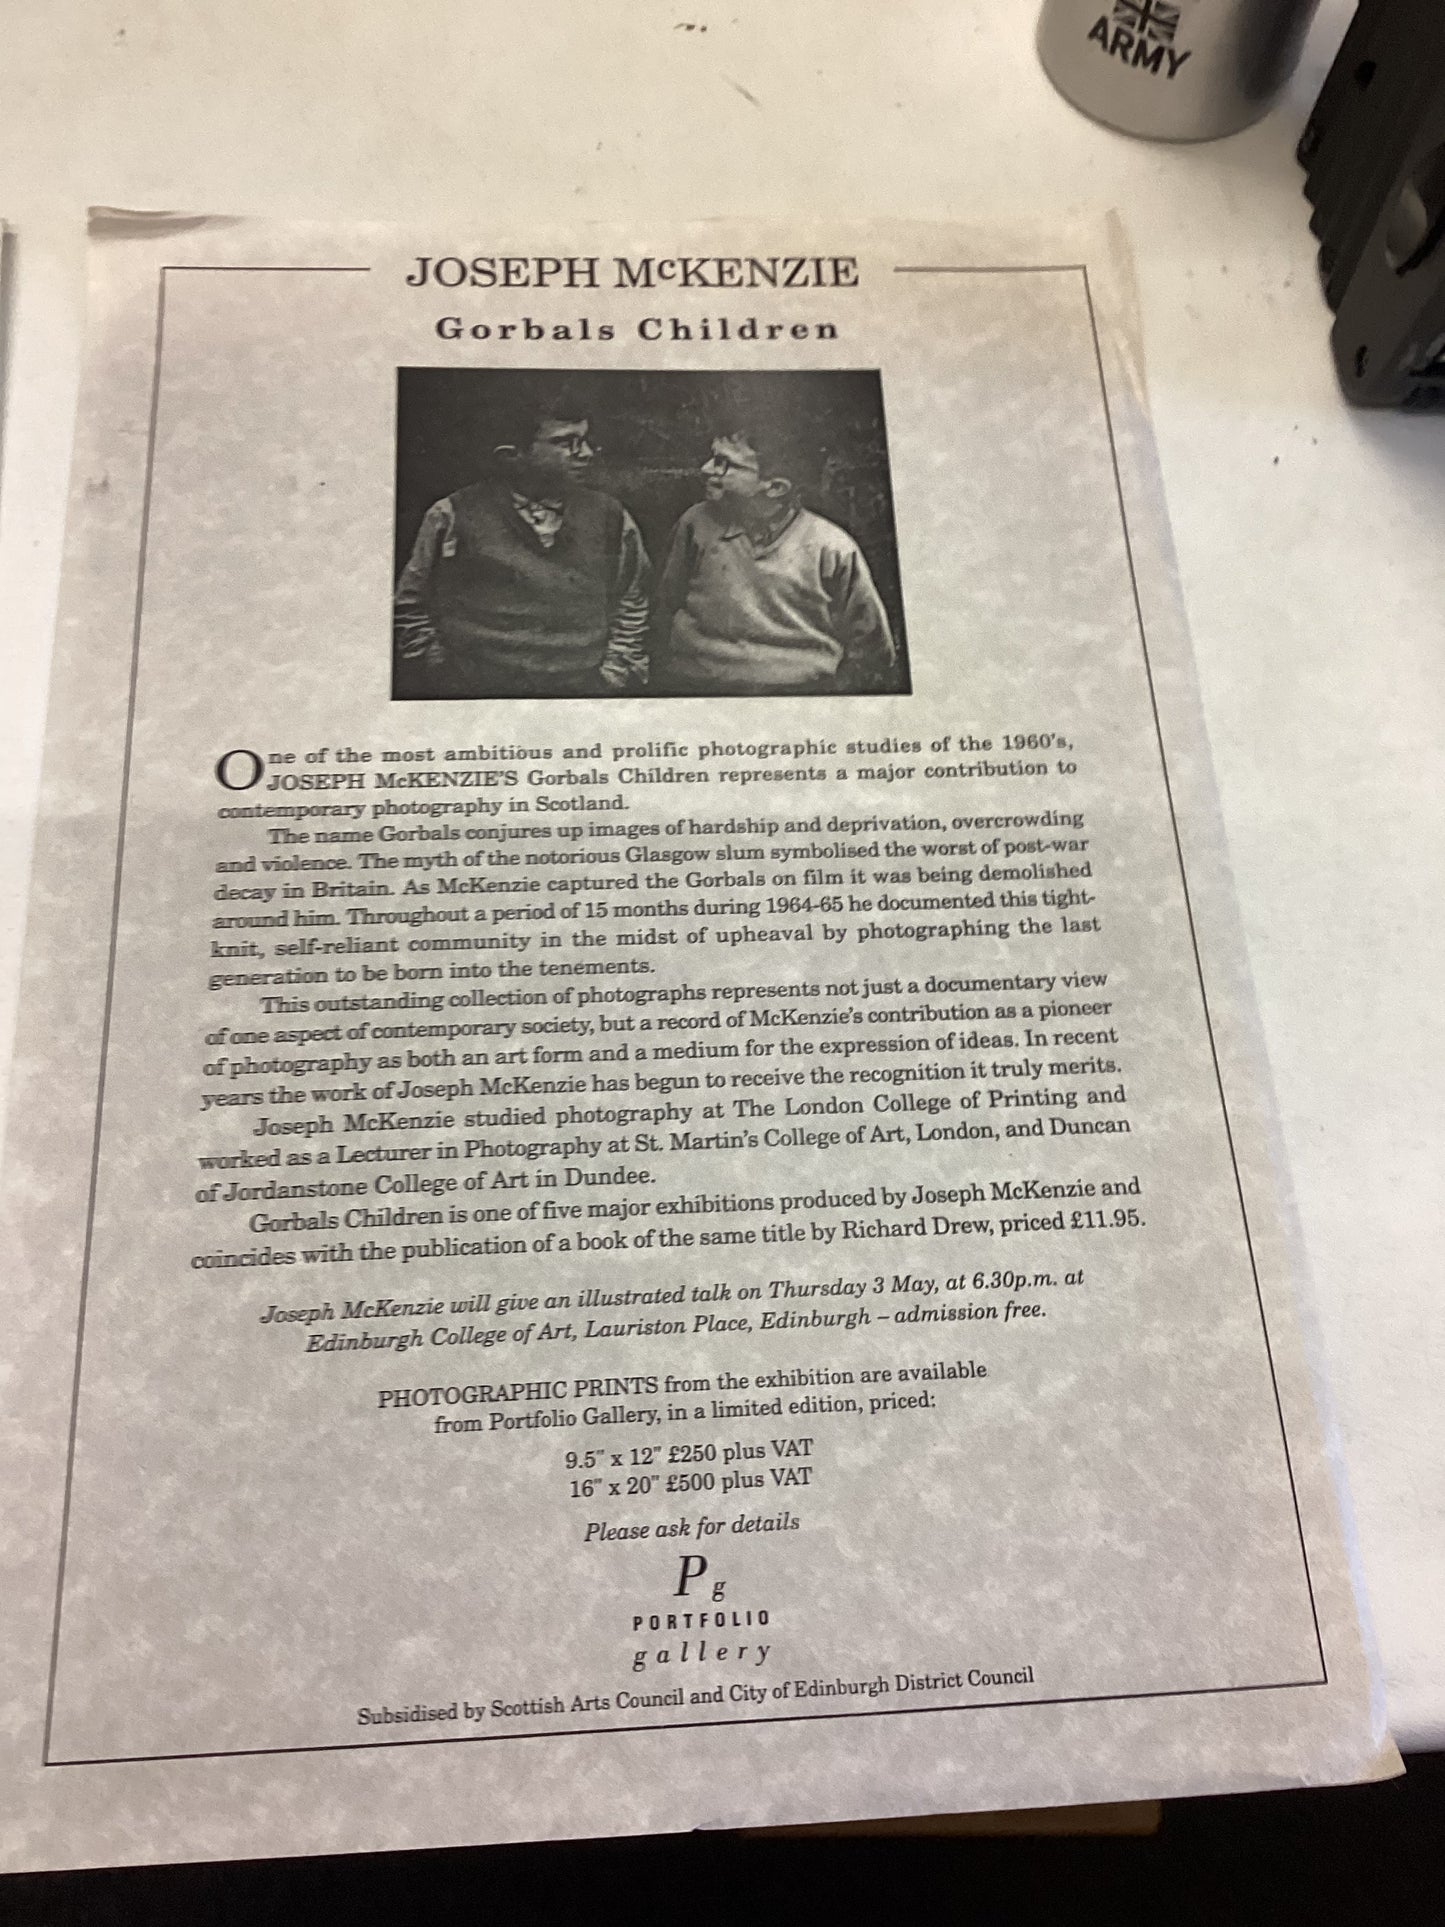 ARMY
JOSEPH McKENZIE
Gorbals Children
One of the most ambitious and prolific photographic studies of the 1960's,
JOSEPH McKENZIE'S Gorbals Children represents a major contribution to
contemporary photography in Scotland.
The name Gorbals conjures up images of hardship and deprivation, overcrowding
and violence. The myth of the notorious Glasgow slum symbolised the worst of post-war
decay in Britain. As McKenzie captured the Gorbals on film it was being demolished
around him. Throughout a period of 15 months during 1964-65 he documented this tight-
knit, self-reliant community in the midst of upheaval by photographing the last
generation to be born into the tenements.
This outstanding collection of photographs represents not just a documentary view
of one aspect of contemporary society, but a record of McKenzie's contribution as a pioneer
of photography as both an art form and a medium for the expression of ideas. In recent
years the work of Joseph McKenzie has begun to receive the recognition it truly merits.
Joseph McKenzie studied photography at The London College of Printing and
worked as a Lecturer in Photography at St. Martin's College of Art, London, and Duncan
of Jordanstone College of Art in Dundee.
Gorbals Children is one of five major exhibitions produced by Joseph McKenzie and
coincides with the publication of a book of the same title by Richard Drew, priced £11.95.
Joseph McKenzie will give an illustrated talk on Thursday 3 May, at 6.30p.m. at
Edinburgh College of Art, Lauriston Place, Edinburgh – admission free.
PHOTOGRAPHIC PRINTS from the exhibition are available
from Portfolio Gallery, in a limited edition, priced:
9.5" x 12" £250 plus VAT
16" x 20" £500 plus VAT
Please ask for details
Pg
PORTFOLIO
gallery
Subsidised by Scottish Arts Council and City of Edinburgh District Council